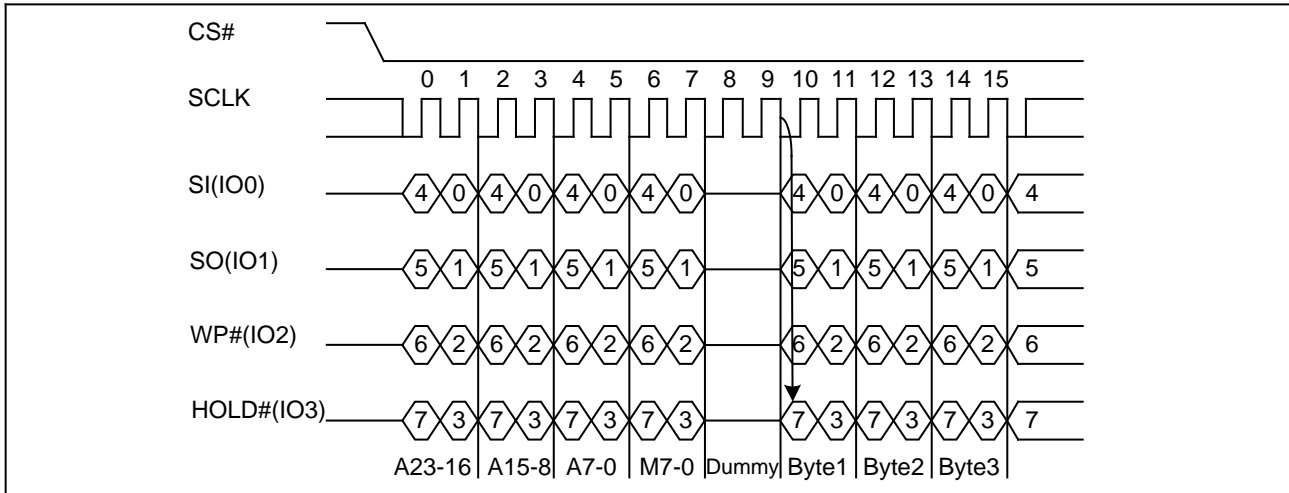 CS#
0 1 2 3 4 5 6 7 8 9 10 11 12 13 14 15
SCLK
SI(IO0) 4 0 4 0 4 0 4 0 4 0 4 0 4 0 4
SO(IO1) 5 1 5 1 5 1 5 1 5 1 5 1 5 1 5
WP#(IO2) 6 2 6 2 6 2 6 2 6 2 6 2 6 2 6
HOLD#(IO3) 7 3 7 3 7 3 7 3 7 3 7 3 7 3 7
A23-16 A15-8 A7-0 M7-0 Dummy Byte1 Byte2 Byte3